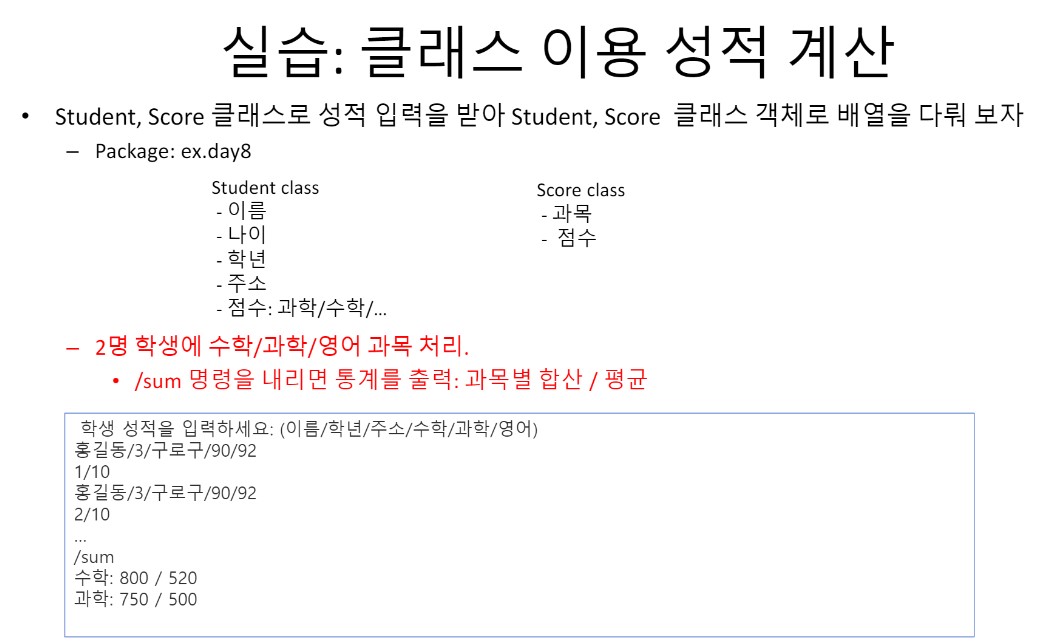 실습: 클래스 이용 성적 계산
• Student, Score 클래스로 성적 입력을 받아 Student, Score 클래스 객체로 배열을 다뤄 보자
– Package: ex.day8
Student class
- 이름
- 나이
- 학년
- 주소
- 점수: 과학/수학/...
Score class
- 과목
- 점수
– 2명 학생에 수학/과학/영어 과목 처리.
• /sum 명령을 내리면 통계를 출력: 과목별 합산 / 평균
학생 성적을 입력하세요: (이름/학년/주소/수학/과학/영어)
홍길동/3/구로구/90/92
1/10
홍길동/3/구로구/90/92
2/10
...
/sum
수학: 800 / 520
과학: 750 / 500